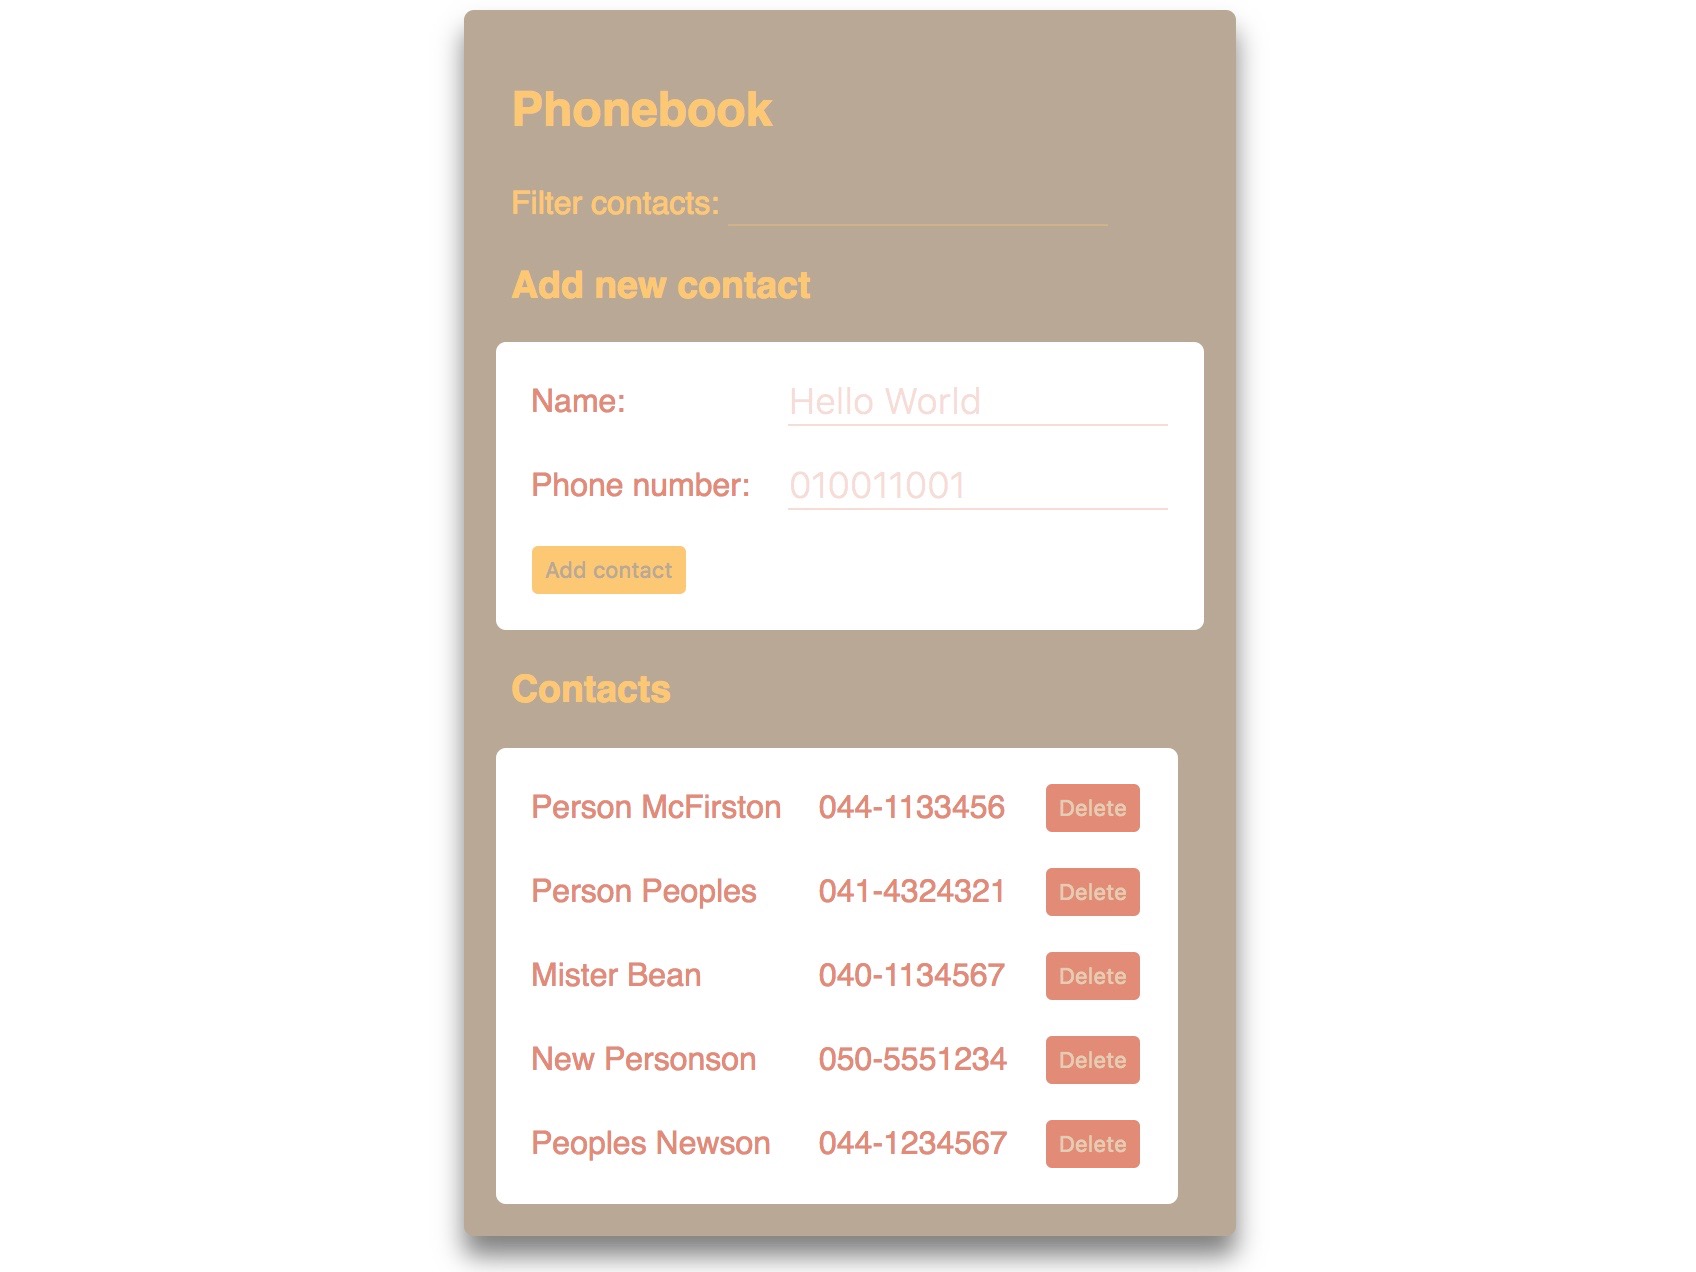 Phonebook
Filter contacts:
Add new contact
Name: Hello World
Phone number: 010011001
Add contact
Contacts
Person McFirston 044-1133456 Delete
Person Peoples 041-4324321 Delete
Mister Bean 040-1134567 Delete
New Personson 050-5551234 Delete
Peoples Newson 044-1234567 Delete